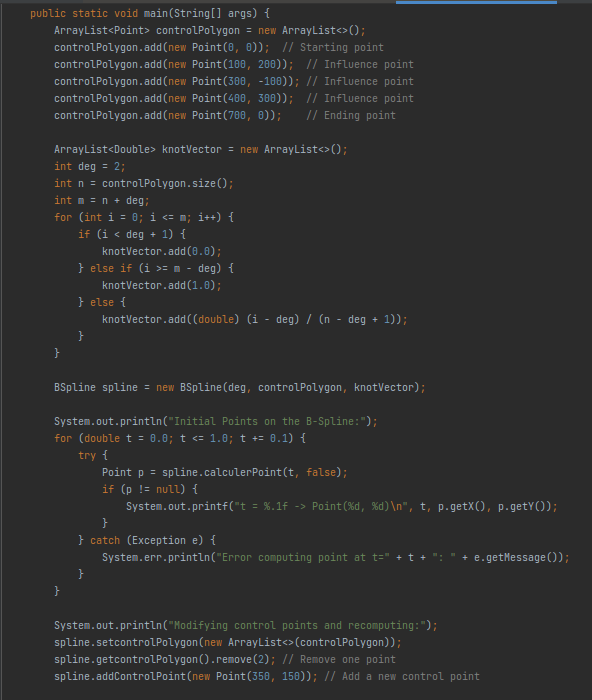 public static void main(String[] args) {
    ArrayList<Point> controlPolygon = new ArrayList<>();
    controlPolygon.add(new Point(0, 0));  // Starting point
    controlPolygon.add(new Point(100, 200));  // Influence point
    controlPolygon.add(new Point(300, -100)); // Influence point
    controlPolygon.add(new Point(400, 300));  // Influence point
    controlPolygon.add(new Point(700, 0));    // Ending point

    ArrayList<Double> knotVector = new ArrayList<>();
    int deg = 2;
    int n = controlPolygon.size();
    int m = n + deg;
    for (int i = 0; i <= m; i++) {
        if (i < deg + 1) {
            knotVector.add(0.0);
        } else if (i >= m - deg) {
            knotVector.add(1.0);
        } else {
            knotVector.add((double) (i - deg) / (n - deg + 1));
        }
    }

    BSpline spline = new BSpline(deg, controlPolygon, knotVector);

    System.out.println("Initial Points on the B-Spline:");
    for (double t = 0.0; t <= 1.0; t += 0.1) {
        try {
            Point p = spline.calculerPoint(t, false);
            if (p != null) {
                System.out.printf("t = %.1f -> Point(%d, %d)\n", t, p.getX(), p.getY());
            }
        } catch (Exception e) {
            System.err.println("Error computing point at t=" + t + ": " + e.getMessage());
        }
    }

    System.out.println("Modifying control points and recomputing:");
    spline.setcontrolPolygon(new ArrayList<>(controlPolygon));
    spline.getcontrolPolygon().remove(2); // Remove one point
    spline.addControlPoint(new Point(350, 150)); // Add a new control point